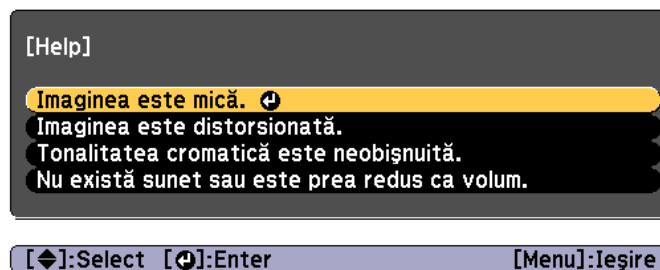 [Help]
Imaginea este mică.
Imaginea este distorsionată.
Tonalitatea cromatică este neobişnuită.
Nu există sunet sau este prea redus ca volum.
[◆]:Select [↵]:Enter [Menu]:Ieşire